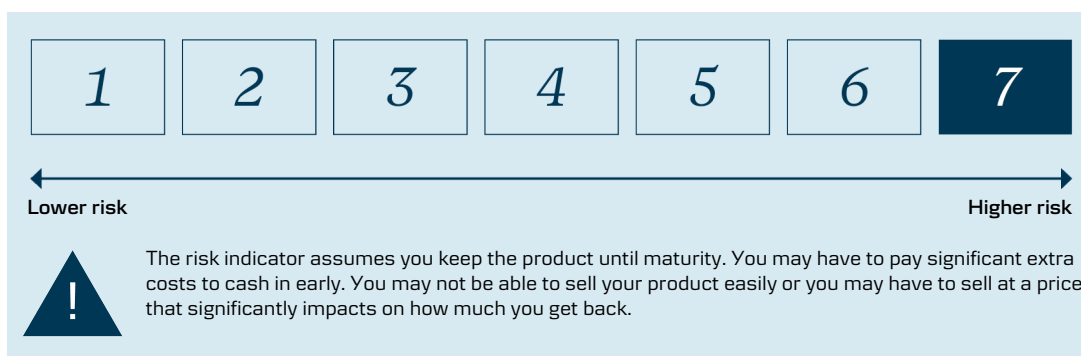 1 2 3 4 5 6 7
Lower risk Higher risk
!
The risk indicator assumes you keep the product until maturity. You may have to pay significant extra
costs to cash in early. You may not be able to sell your product easily or you may have to sell at a price
that significantly impacts on how much you get back.